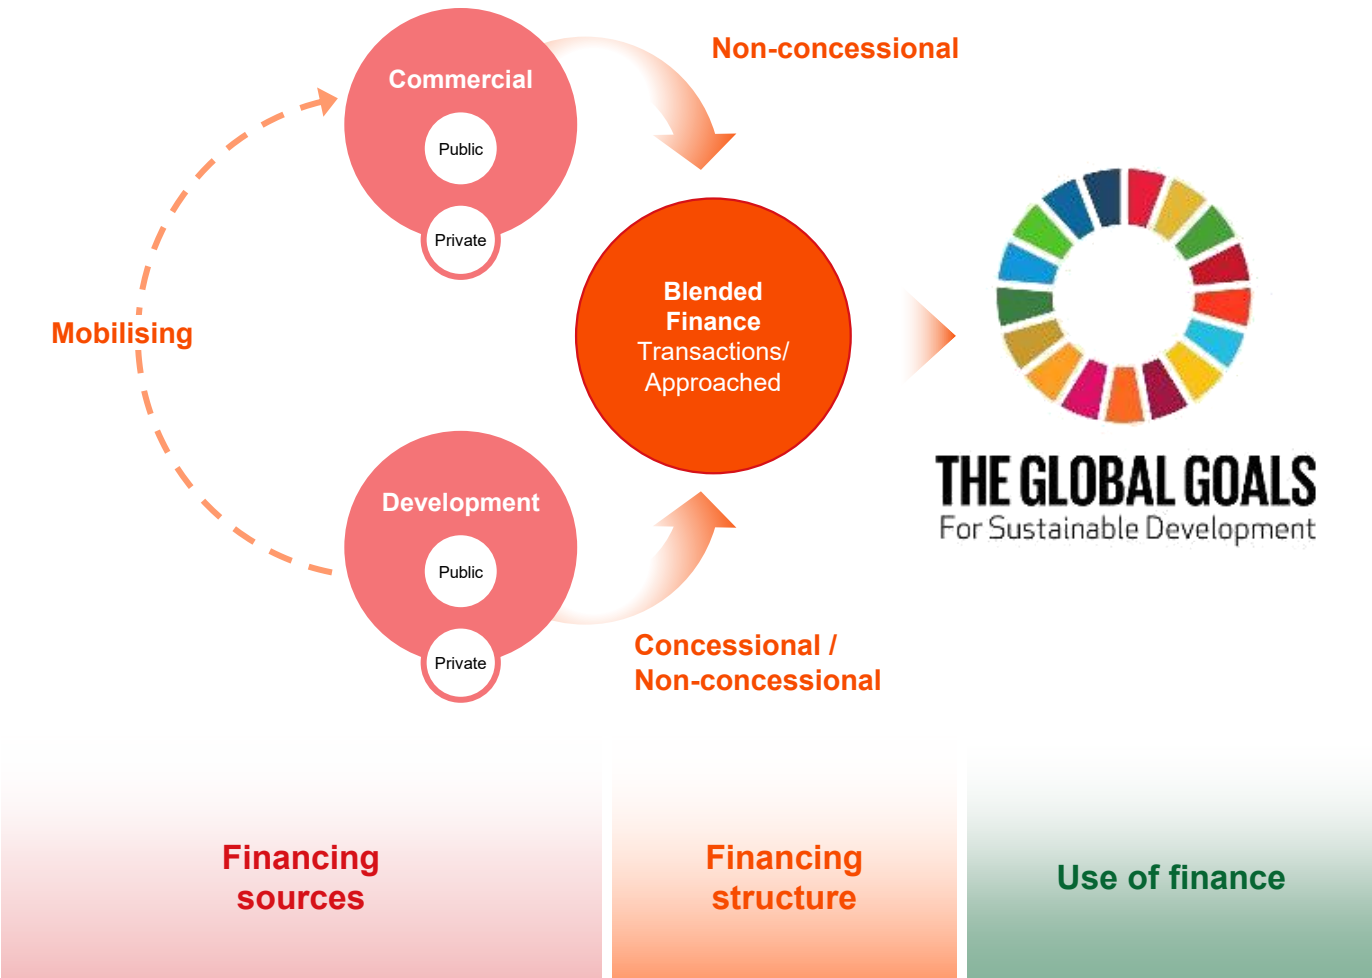 Non-concessional
Commercial
Public
Private
Mobilising
Blended
Finance
Transactions/
Approached
THE GLOBAL GOALS
For Sustainable Development
Development
Public
Private
Concessional /
Non-concessional
Financing
sources
Financing
structure
Use of finance